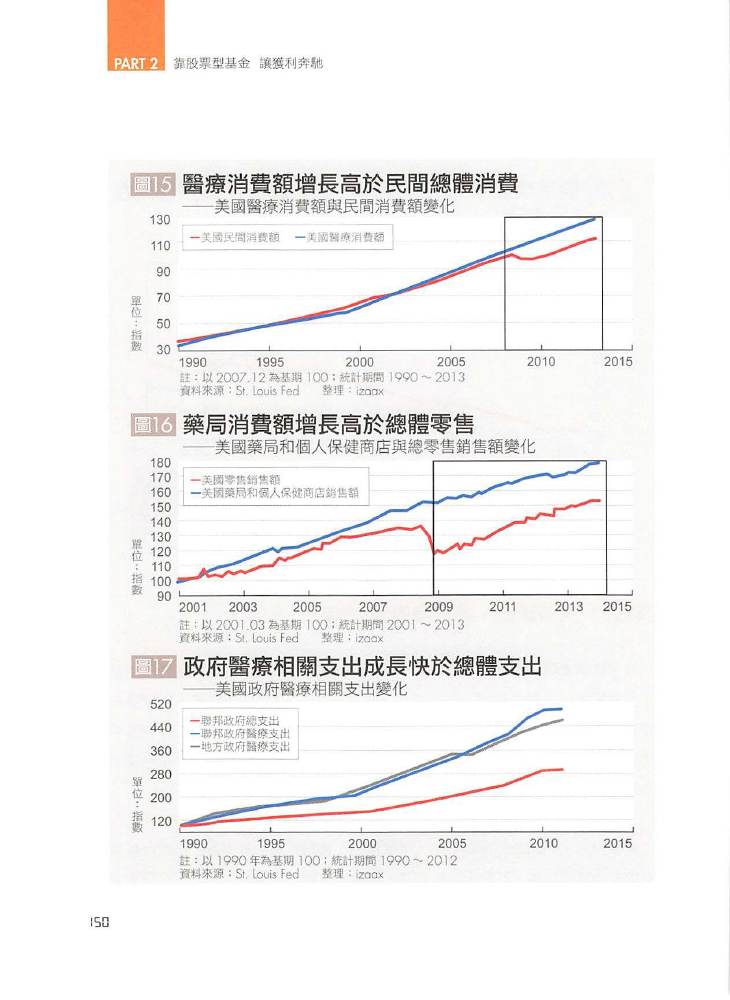 PART 2 靠股票型基金 讓獲利奔馳
圖15 醫療消費額增長高於民間總體消費
——美國醫療消費額與民間消費額變化
130
110
90
70
50
30
單位：指數
美國民間消費額 美國醫療消費額
1990 1995 2000 2005 2010 2015
註：以 2007.12 為基期 100；統計期間 1990～2013
資料來源：St. Louis Fed 整理：izaax
圖16 藥局消費額增長高於總體零售
——美國藥局和個人保健商店與總零售銷售額變化
180
170
160
150
140
130
120
110
100
90
單位：指數
美國零售銷售額
美國藥局和個人保健商店銷售額
2001 2003 2005 2007 2009 2011 2013 2015
註：以 2001.03 為基期 100；統計期間 2001～2013
資料來源：St. Louis Fed 整理：izaax
圖17 政府醫療相關支出成長快於總體支出
——美國政府醫療相關支出變化
520
440
360
280
200
120
單位：指數
聯邦政府總支出
聯邦政府醫療支出
地方政府醫療支出
1990 1995 2000 2005 2010 2015
註：以 1990 年為基期 100；統計期間 1990～2012
資料來源：St. Louis Fed 整理：izaax
150